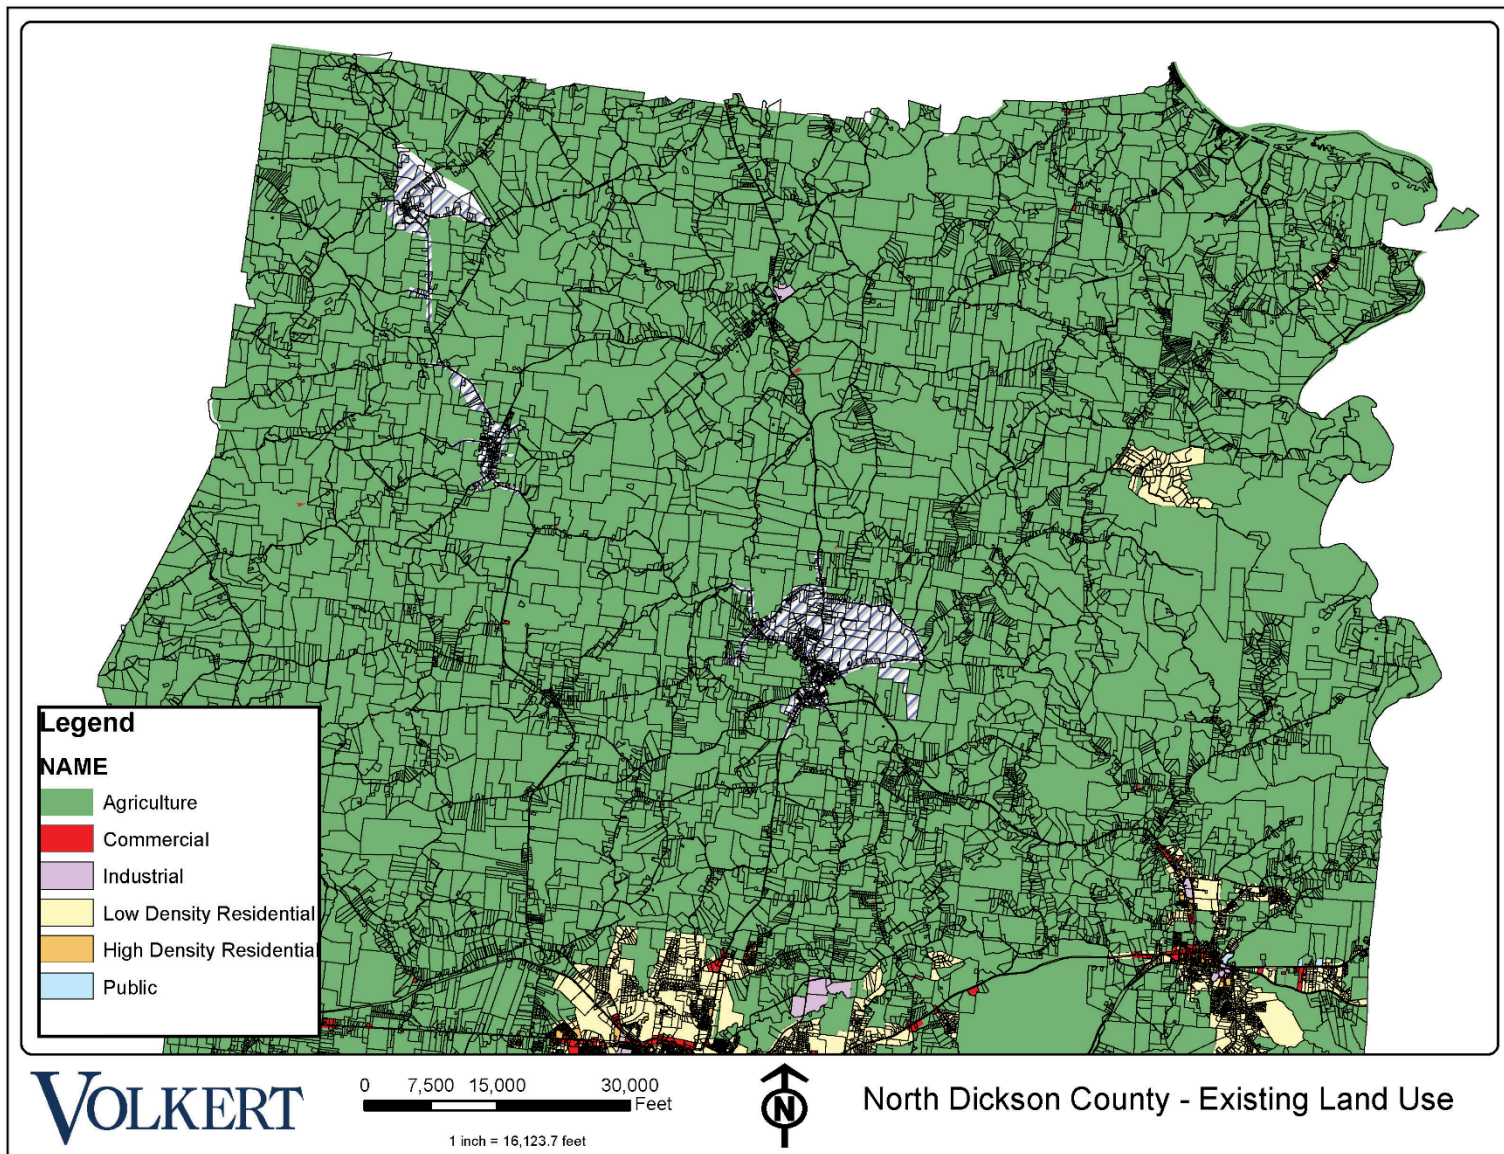 Legend
NAME
Agriculture
Commercial
Industrial
Low Density Residential
High Density Residential
Public
VOLKERT
0 7,500 15,000 30,000
Feet
1 inch = 16,123.7 feet
N
North Dickson County - Existing Land Use